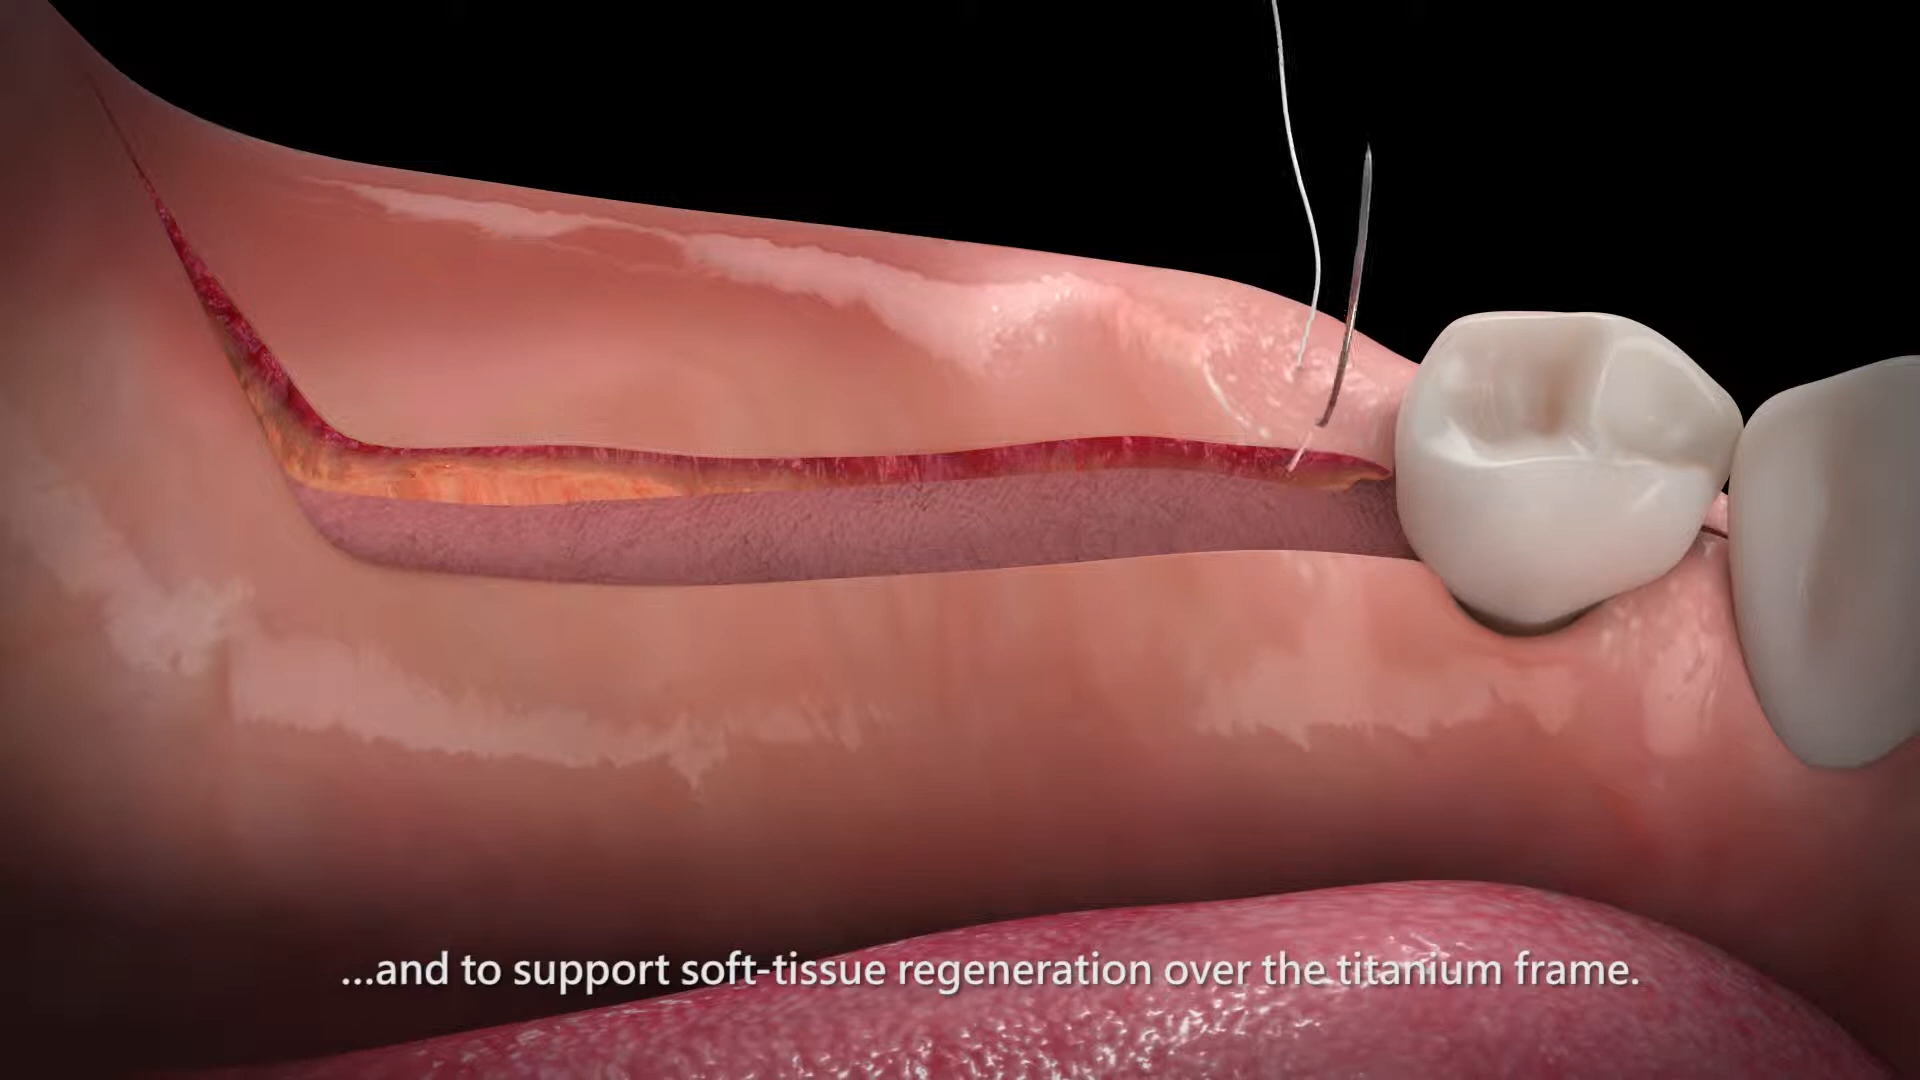 ...and to support soft-tissue regeneration over the titanium frame.